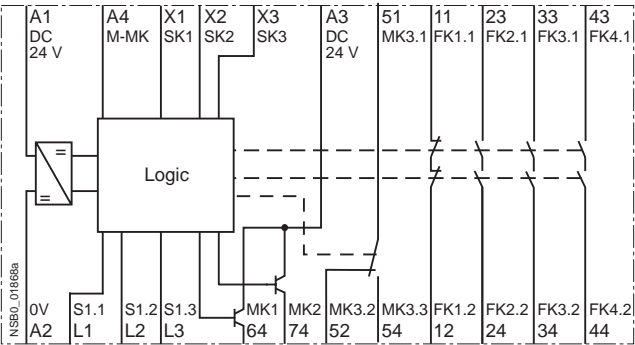 A1 A4 X1 X2 X3 A3 51 11 23 33 43
DC M-MK SK1 SK2 SK3 DC MK3.1 FK1.1 FK2.1 FK3.1 FK4.1
24 V 24 V
=
=
Logic
NSB0_01868a
0V S1.1 S1.2 S1.3 MK1 MK2 MK3.2 MK3.3 FK1.2 FK2.2 FK3.2 FK4.2
A2 L1 L2 L3 64 74 52 54 12 24 34 44